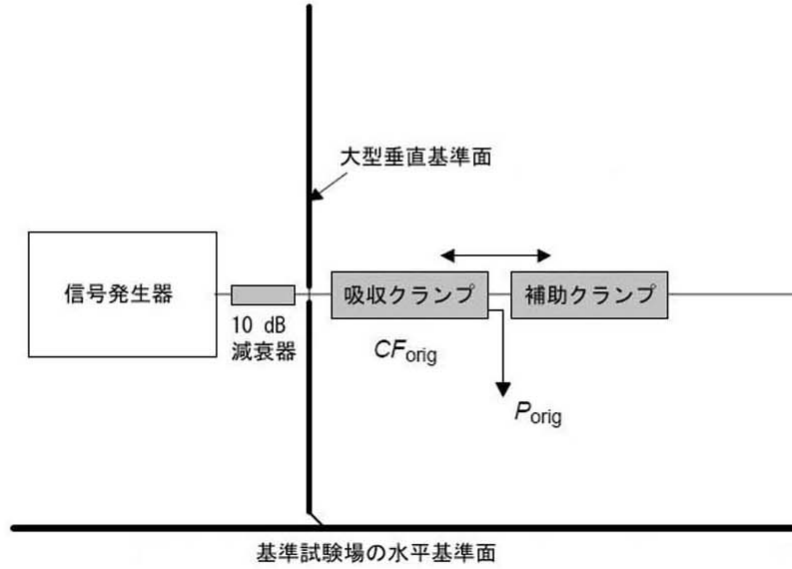 大型垂直基準面
信号発生器
10 dB
減衰器
吸収クランプ
補助クランプ
CForig
Porig
基準試験場の水平基準面